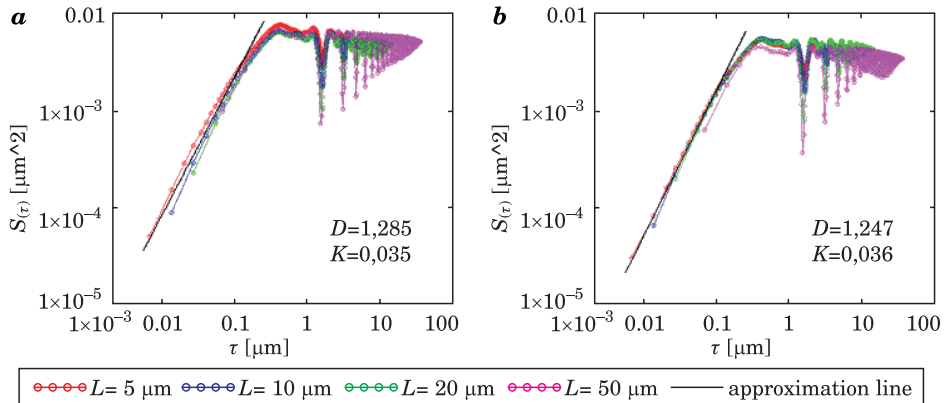 a
b
0.01
1×10⁻³
1×10⁻⁴
1×10⁻⁵
S(τ) [μm^2]
D=1,285
K=0,035
1×10⁻³ 0.01 0.1 1 10 100
τ [μm]
0.01
1×10⁻³
1×10⁻⁴
1×10⁻⁵
S(τ) [μm^2]
D=1,247
K=0,036
1×10⁻³ 0.01 0.1 1 10 100
τ [μm]
L= 5 μm L= 10 μm L= 20 μm L= 50 μm approximation line